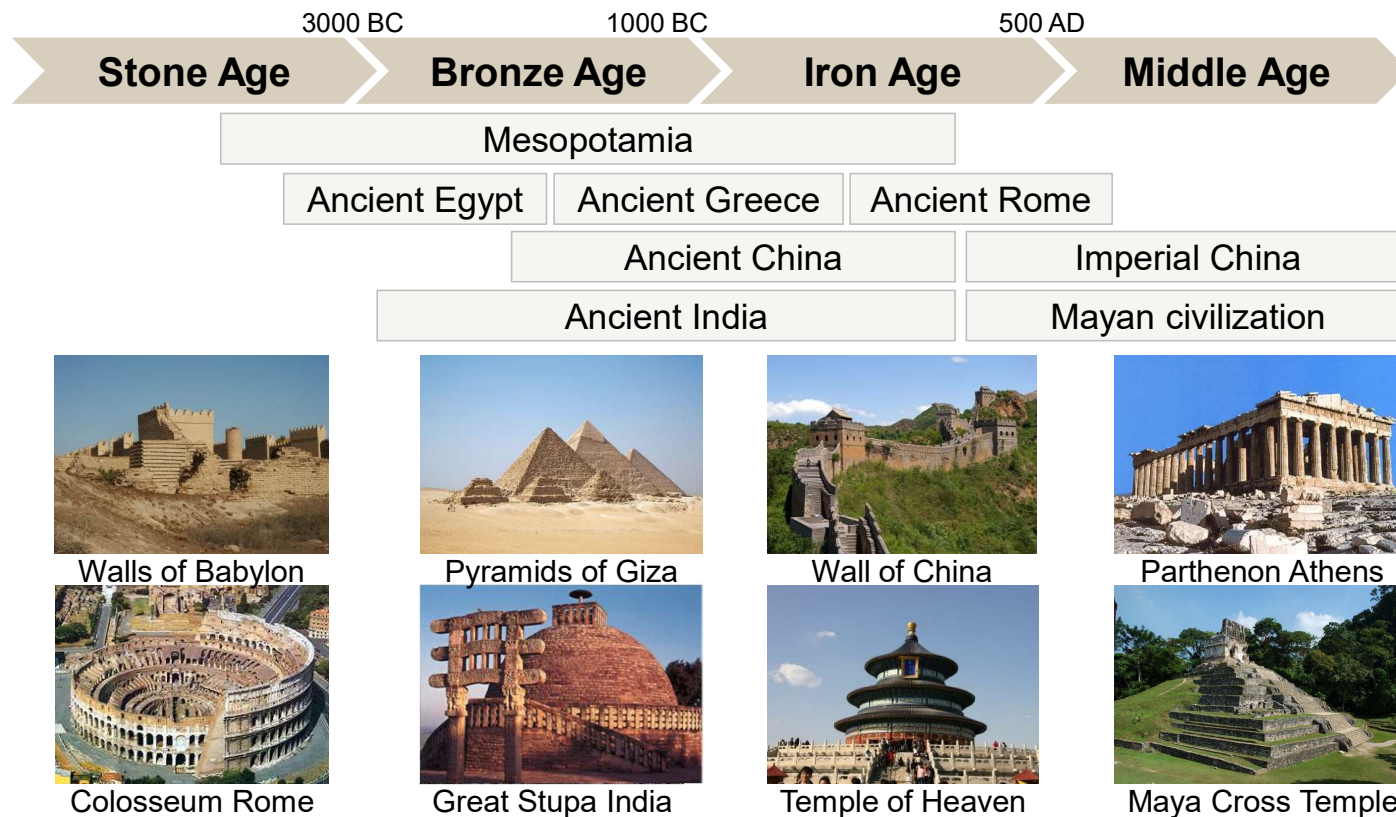 3000 BC 1000 BC 500 AD
Stone Age Bronze Age Iron Age Middle Age
Mesopotamia
Ancient Egypt Ancient Greece Ancient Rome
Ancient China Imperial China
Ancient India Mayan civilization
Walls of Babylon Pyramids of Giza Wall of China Parthenon Athens
Colosseum Rome Great Stupa India Temple of Heaven Maya Cross Temple